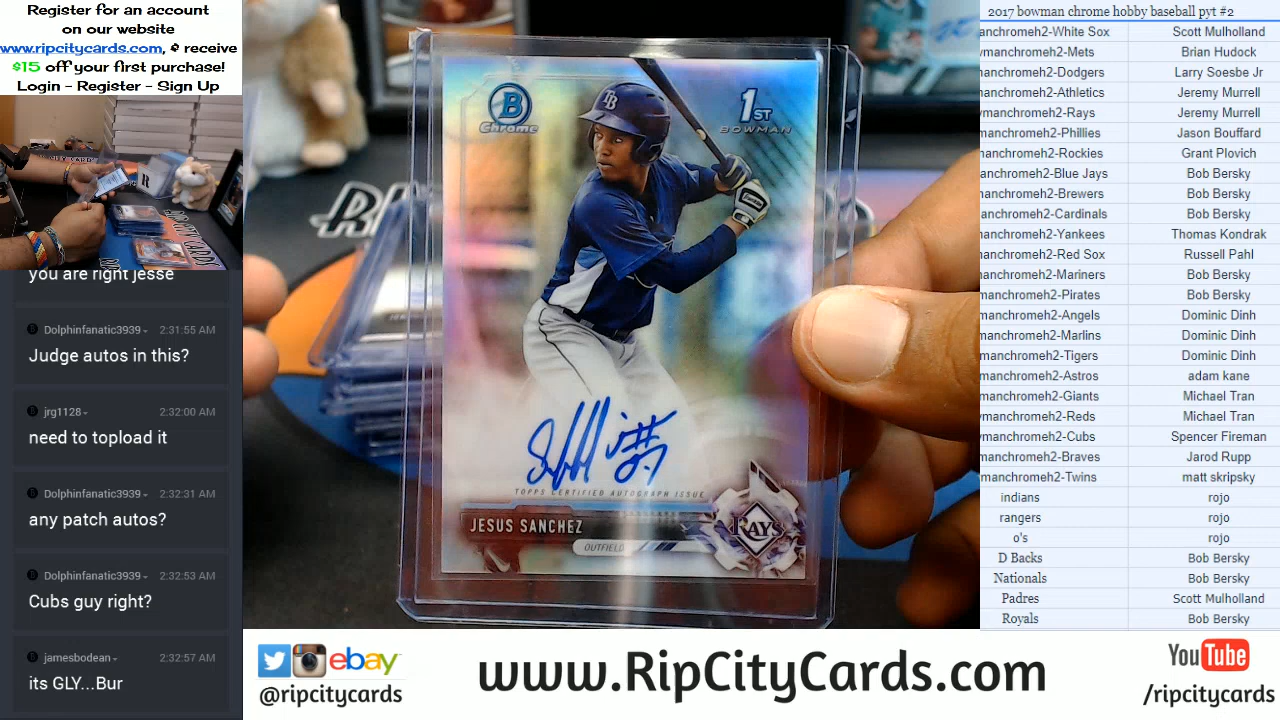 Register for an account
on our website
www.ripcitycards.com, & receive
$15 off your first purchase!
Login - Register - Sign Up
you are right jesse
Dolphinfanatic3939 2:31:55 AM
Judge autos in this?
jrg1128 2:32:00 AM
need to topload it
Dolphinfanatic3939 2:32:31 AM
any patch autos?
Dolphinfanatic3939 2:32:53 AM
Cubs guy right?
jamesbodean 2:32:57 AM
its GLY...Bur
B
Chrome
1ST
BOWMAN
TB
TOPPS CERTIFIED AUTOGRAPH ISSUE
JESUS SANCHEZ
OUTFIELD
RAYS
2017 bowman chrome hobby baseball pyt #2
anchromeh2-White Sox Scott Mulholland
manchromeh2-Mets Brian Hudock
manchromeh2-Dodgers Larry Soesbe Jr
manchromeh2-Athletics Jeremy Murrell
manchromeh2-Rays Jeremy Murrell
manchromeh2-Phillies Jason Bouffard
manchromeh2-Rockies Grant Plovich
manchromeh2-Blue Jays Bob Bersky
manchromeh2-Brewers Bob Bersky
manchromeh2-Cardinals Bob Bersky
manchromeh2-Yankees Thomas Kondrak
manchromeh2-Red Sox Russell Pahl
manchromeh2-Mariners Bob Bersky
manchromeh2-Pirates Bob Bersky
manchromeh2-Angels Dominic Dinh
manchromeh2-Marlins Dominic Dinh
manchromeh2-Tigers Dominic Dinh
manchromeh2-Astros adam kane
manchromeh2-Giants Michael Tran
manchromeh2-Reds Michael Tran
manchromeh2-Cubs Spencer Fireman
manchromeh2-Braves Jarod Rupp
manchromeh2-Twins matt skripsky
indians rojo
rangers rojo
o's rojo
D Backs Bob Bersky
Nationals Bob Bersky
Padres Scott Mulholland
Royals Bob Bersky
ebay
@ripcitycards
www.RipCityCards.com
YouTube
/ripcitycards